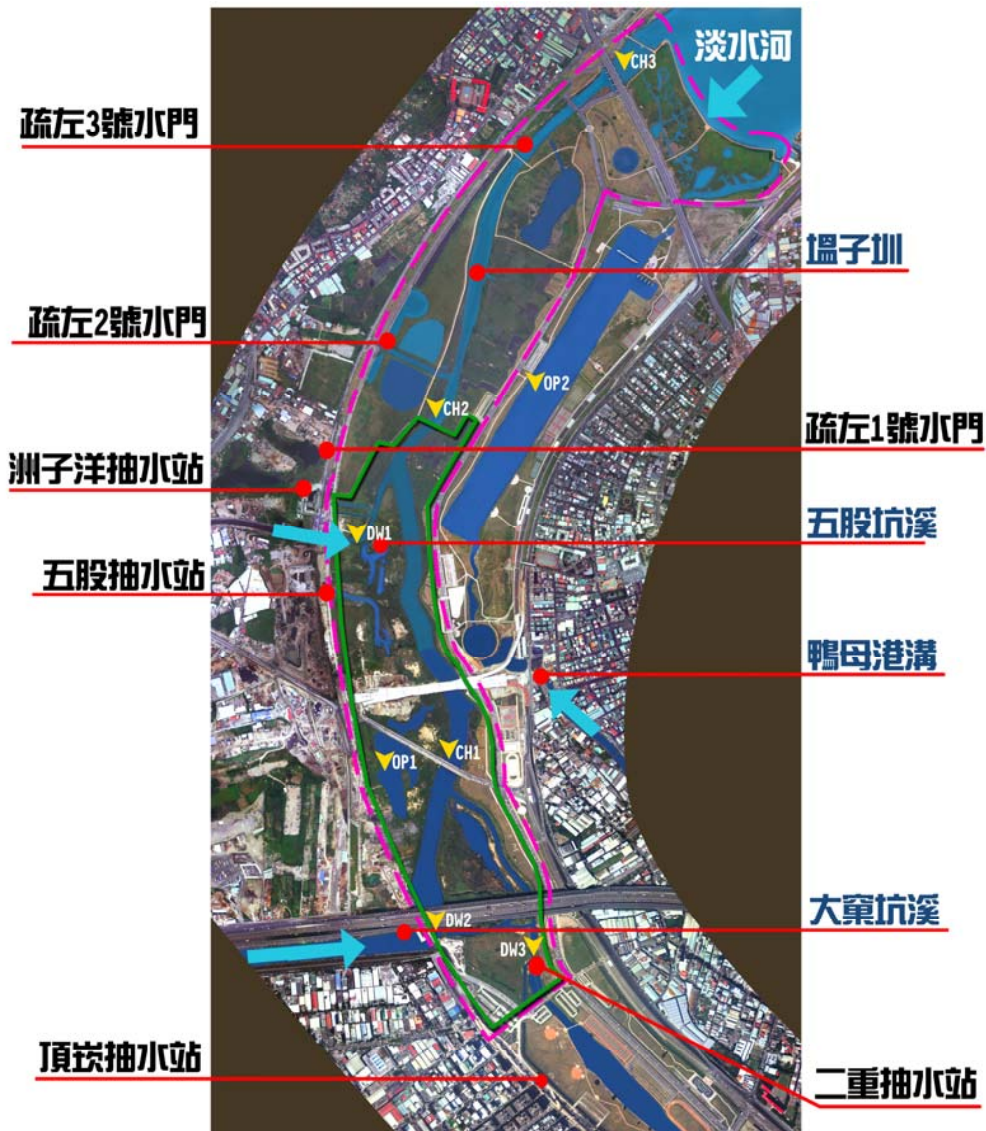 淡水河
CH3
疏左3號水門
塭子圳
疏左2號水門
OP2
CH2
疏左1號水門
洲子洋抽水站
五股坑溪
DW1
五股抽水站
鴨母港溝
CH1
OP1
大窠坑溪
DW2
DW3
頂崁抽水站
二重抽水站